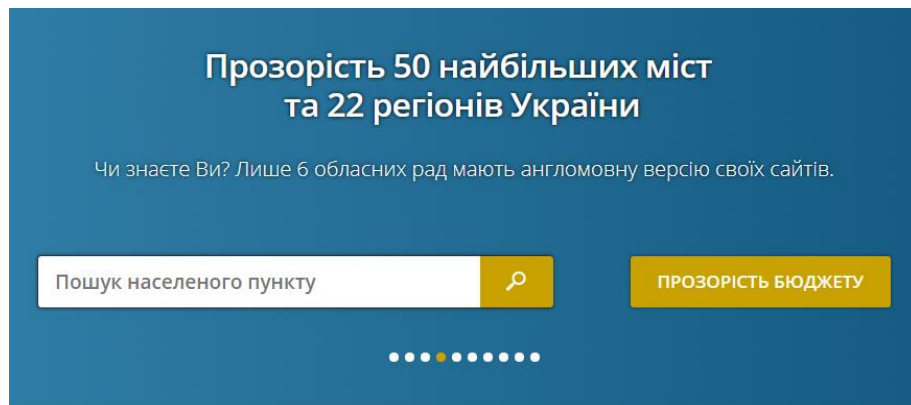 Прозорість 50 найбільших міст
та 22 регіонів України
Чи знаєте Ви? Лише 6 обласних рад мають англомовну версію своїх сайтів.
Пошук населеного пункту
ПРОЗОРІСТЬ БЮДЖЕТУ